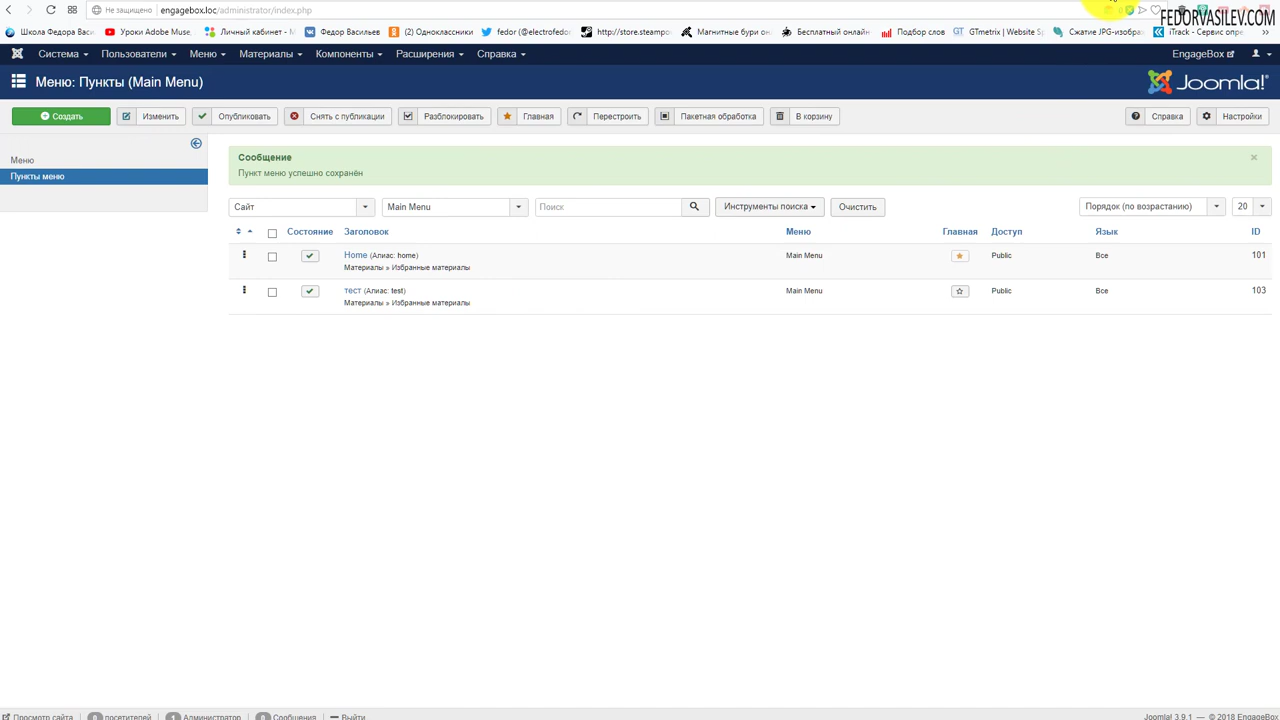 Не защищено engagebox.loc/administrator/index.php
FEDORVASILEV.COM
Школа Федора Васи Уроки Adobe Muse Личный кабинет - М Федор Васильев (2) Одноклассники fedor (@electrofedor http://store.steampo Магнитные бури он Бесплатный онлайн Подбор слов GTmetrix | Website Sp Сжатие JPG-изобра iTrack - Сервис опре
Система Пользователи Меню Материалы Компоненты Расширения Справка EngageBox
Меню: Пункты (Main Menu) Joomla!®
Создать Изменить Опубликовать Снять с публикации Разблокировать Главная Перестроить Пакетная обработка В корзину Справка Настройки
Меню
Пункты меню
Сообщение
Пункт меню успешно сохранён
Сайт Main Menu Поиск Инструменты поиска Очистить Порядок (по возрастанию) 20
Состояние Заголовок Меню Главная Доступ Язык ID
Home (Алиас: home) Main Menu Public Все 101
Материалы » Избранные материалы
тест (Алиас: test) Main Menu Public Все 103
Материалы » Избранные материалы
Просмотр сайта 0 посетителей 1 Администратор 0 Сообщения Выйти Joomla! 3.9.1 — © 2018 EngageBox